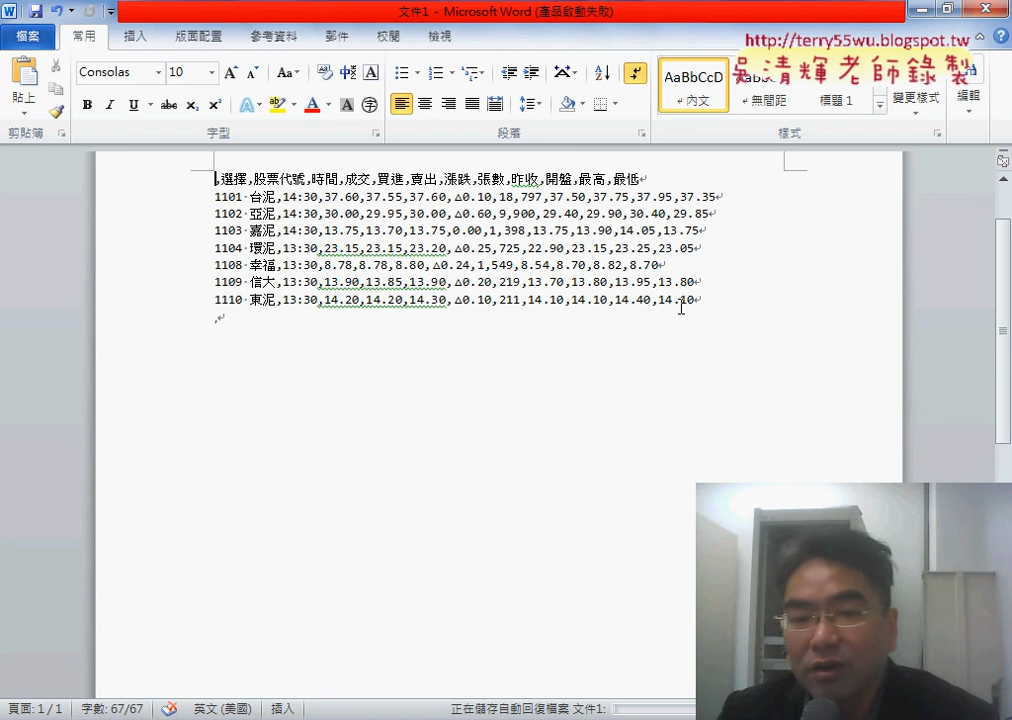 文件1 - Microsoft Word (產品啟動失敗)
檔案 常用 插入 版面配置 參考資料 郵件 校閱 檢視
http://terry55wu.blogspot.tw
吳清輝老師錄製
貼上 Consolas 10 Aa A
B I U abc x₂ x² A ab A A 字
AaBbCcD
內文 無間距 標題 1 變更樣式 編輯
剪貼簿 字型 段落 樣式
,選擇,股票代號,時間,成交,買進,賣出,漲跌,張數,昨收,開盤,最高,最低
1101 台泥,14:30,37.60,37.55,37.60,△0.10,18,797,37.50,37.75,37.95,37.35
1102 亞泥,14:30,30.00,29.95,30.00,△0.60,9,900,29.40,29.90,30.40,29.85
1103 嘉泥,14:30,13.75,13.70,13.75,0.00,1,398,13.75,13.90,14.05,13.75
1104 環泥,13:30,23.15,23.15,23.20,△0.25,725,22.90,23.15,23.25,23.05
1108 幸福,13:30,8.78,8.78,8.80,△0.24,1,549,8.54,8.70,8.82,8.70
1109 信大,13:30,13.90,13.85,13.90,△0.20,219,13.70,13.80,13.95,13.80
1110 東泥,13:30,14.20,14.20,14.30,△0.10,211,14.10,14.10,14.40,14.10
,
頁面: 1 / 1 字數: 67/67 英文 (美國) 插入 正在儲存自動回復檔案 文件1: